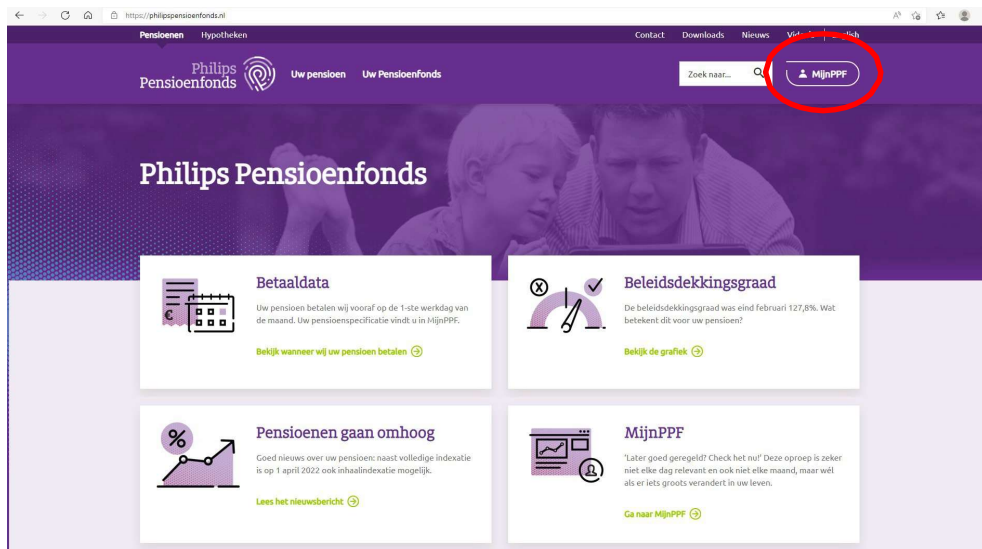 https://philipspensioenfonds.nl
Pensioenen Hypotheken Contact Downloads Nieuws English
Philips
Pensioenfonds
Uw pensioen Uw Pensioenfonds
Zoek naar...
MijnPPF
Philips Pensioenfonds
Betaaldata
Uw pensioen betalen wij vooraf op de 1-ste werkdag van
de maand. Uw pensioenspecificatie vindt u in MijnPPF.
Bekijk wanneer wij uw pensioen betalen
Beleidsdekkingsgraad
De beleidsdekkingsgraad was eind februari 127,8%. Wat
betekent dit voor uw pensioen?
Bekijk de grafiek
Pensioenen gaan omhoog
Goed nieuws over uw pensioen: naast volledige indexatie
is op 1 april 2022 ook inhaalindexatie mogelijk.
Lees het nieuwsbericht
MijnPPF
'Later goed geregeld? Check het nu!' Deze oproep is zeker
niet elke dag relevant en ook niet elke maand, maar wél
als er iets groots verandert in uw leven.
Ga naar MijnPPF